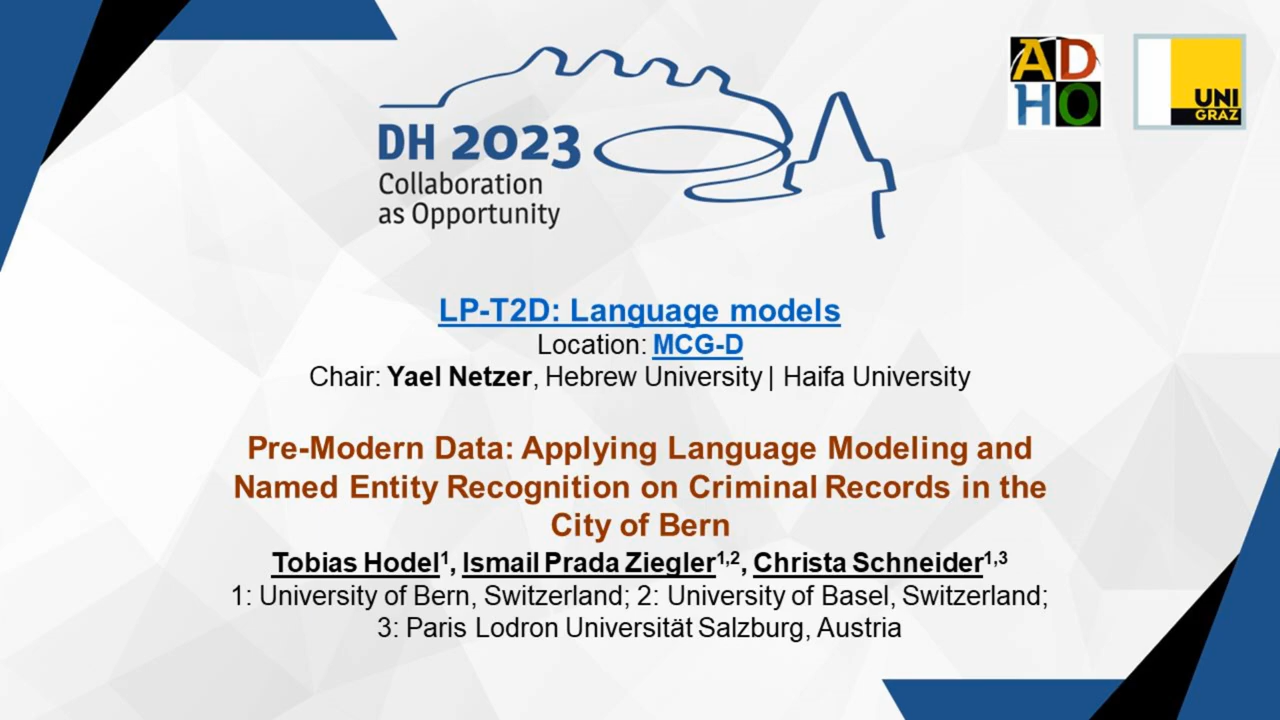 AD
HO
UNI
GRAZ
DH 2023
Collaboration
as Opportunity
LP-T2D: Language models
Location: MCG-D
Chair: Yael Netzer, Hebrew University | Haifa University
Pre-Modern Data: Applying Language Modeling and
Named Entity Recognition on Criminal Records in the
City of Bern
Tobias Hodel¹, Ismail Prada Ziegler¹,², Christa Schneider¹,³
1: University of Bern, Switzerland; 2: University of Basel, Switzerland;
3: Paris Lodron Universität Salzburg, Austria